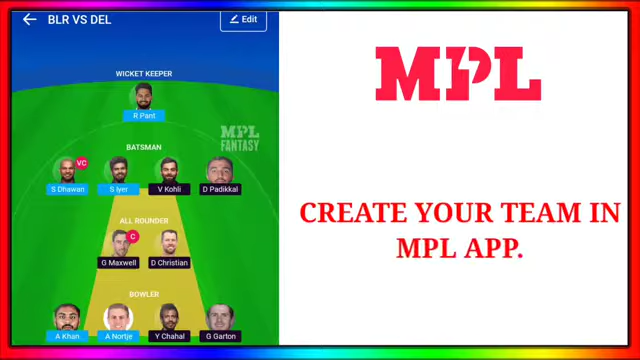 BLR VS DEL
Edit
WICKET KEEPER
R Pant
MPL
FANTASY
BATSMAN
VC
S Dhawan
S Iyer
V Kohli
D Padikkal
ALL ROUNDER
C
G Maxwell
D Christian
BOWLER
A Khan
A Nortje
Y Chahal
G Garton
MPL
CREATE YOUR TEAM IN
MPL APP.